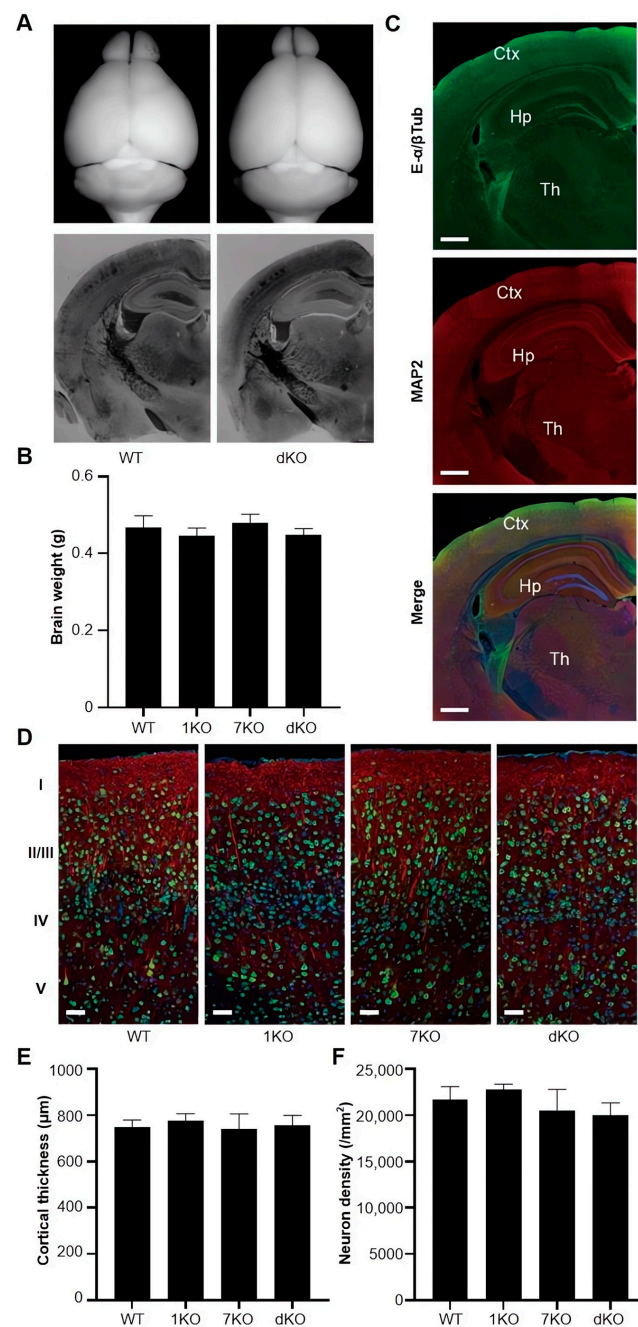 A
C
E-α/βTub
Ctx
Hp
Th
MAP2
Ctx
Hp
Th
WT dKO
B
Brain weight (g)
0.6
0.4
0.2
0
WT 1KO 7KO dKO
Merge
Ctx
Hp
Th
D
I
II/III
IV
V
WT 1KO 7KO dKO
E
Cortical thickness (µm)
1000
800
600
400
200
0
WT 1KO 7KO dKO
F
Neuron density (/mm²)
25,000
20,000
15,000
10,000
5000
0
WT 1KO 7KO dKO